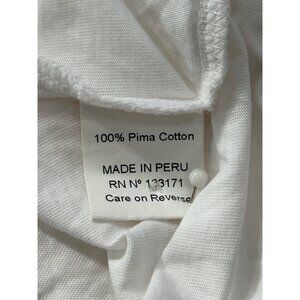 100% Pima Cotton
MADE IN PERU
RN Nº 133171
Care on Reverse